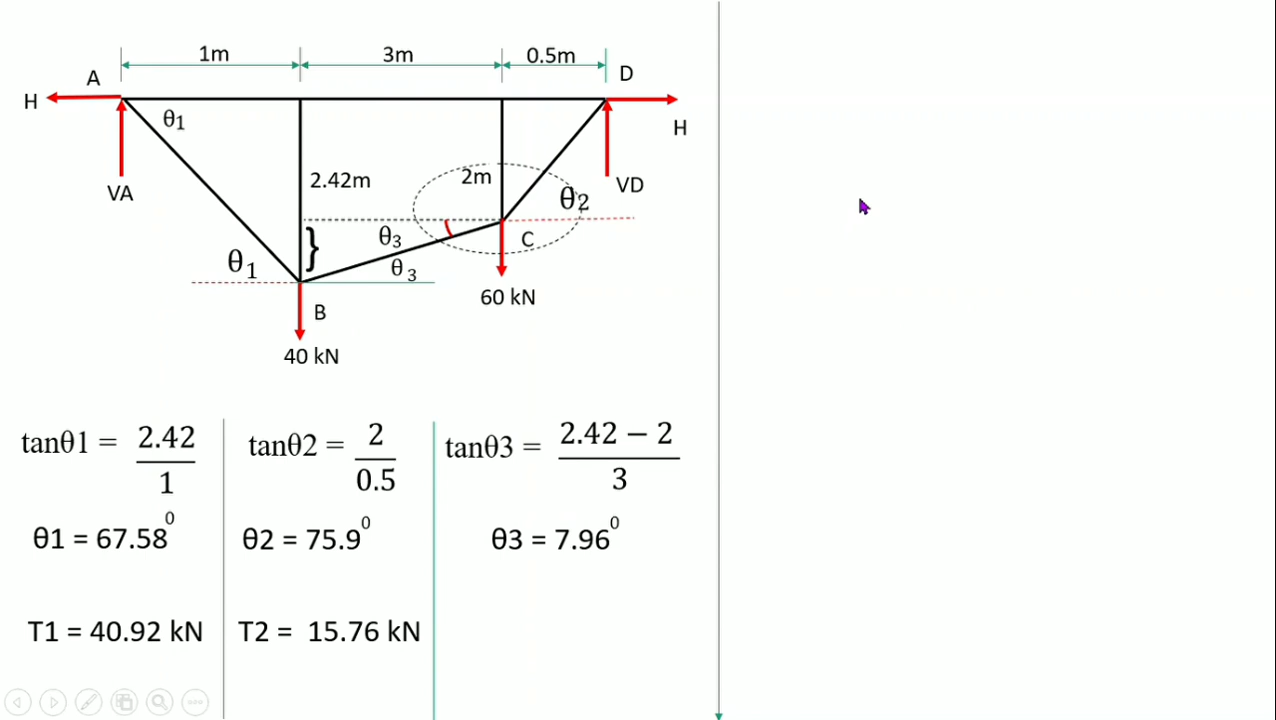 1m 3m 0.5m
A D
H H
θ1
VA 2.42m 2m θ2 VD
θ1 } θ3 C
θ3
60 kN
B
40 kN
tanθ1 = 2.42/1 tanθ2 = 2/0.5 tanθ3 = 2.42 − 2/3
θ1 = 67.58⁰ θ2 = 75.9⁰ θ3 = 7.96⁰
T1 = 40.92 kN T2 = 15.76 kN